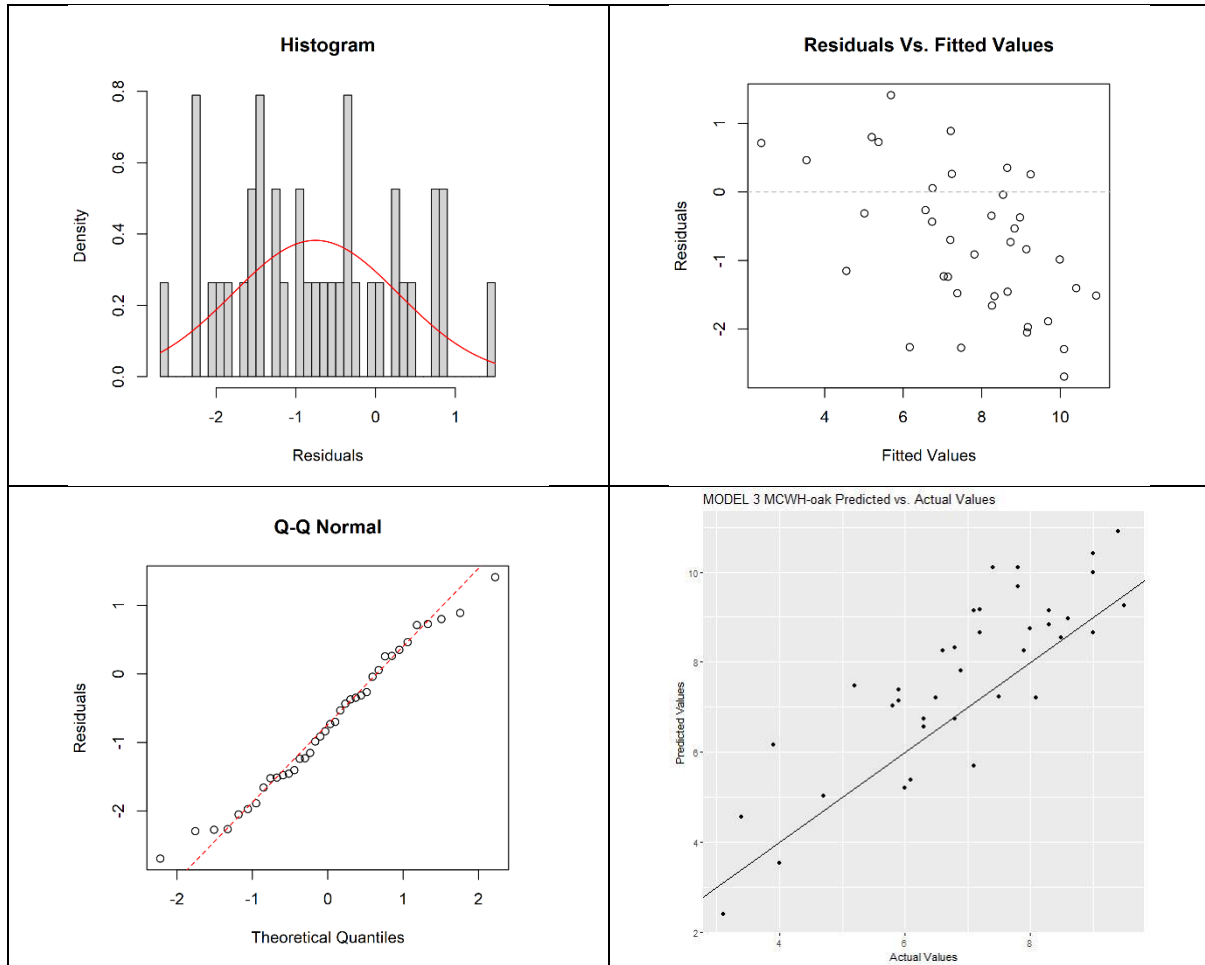 Histogram
Density
0.0 0.2 0.4 0.6 0.8
-2 -1 0 1
Residuals
Residuals Vs. Fitted Values
Residuals
-2 -1 0 1
4 6 8 10
Fitted Values
Q-Q Normal
Residuals
-2 -1 0 1
-2 -1 0 1 2
Theoretical Quantiles
MODEL 3 MCWH-oak Predicted vs. Actual Values
Predicted Values
10
8
6
4
2
4 6 8
Actual Values